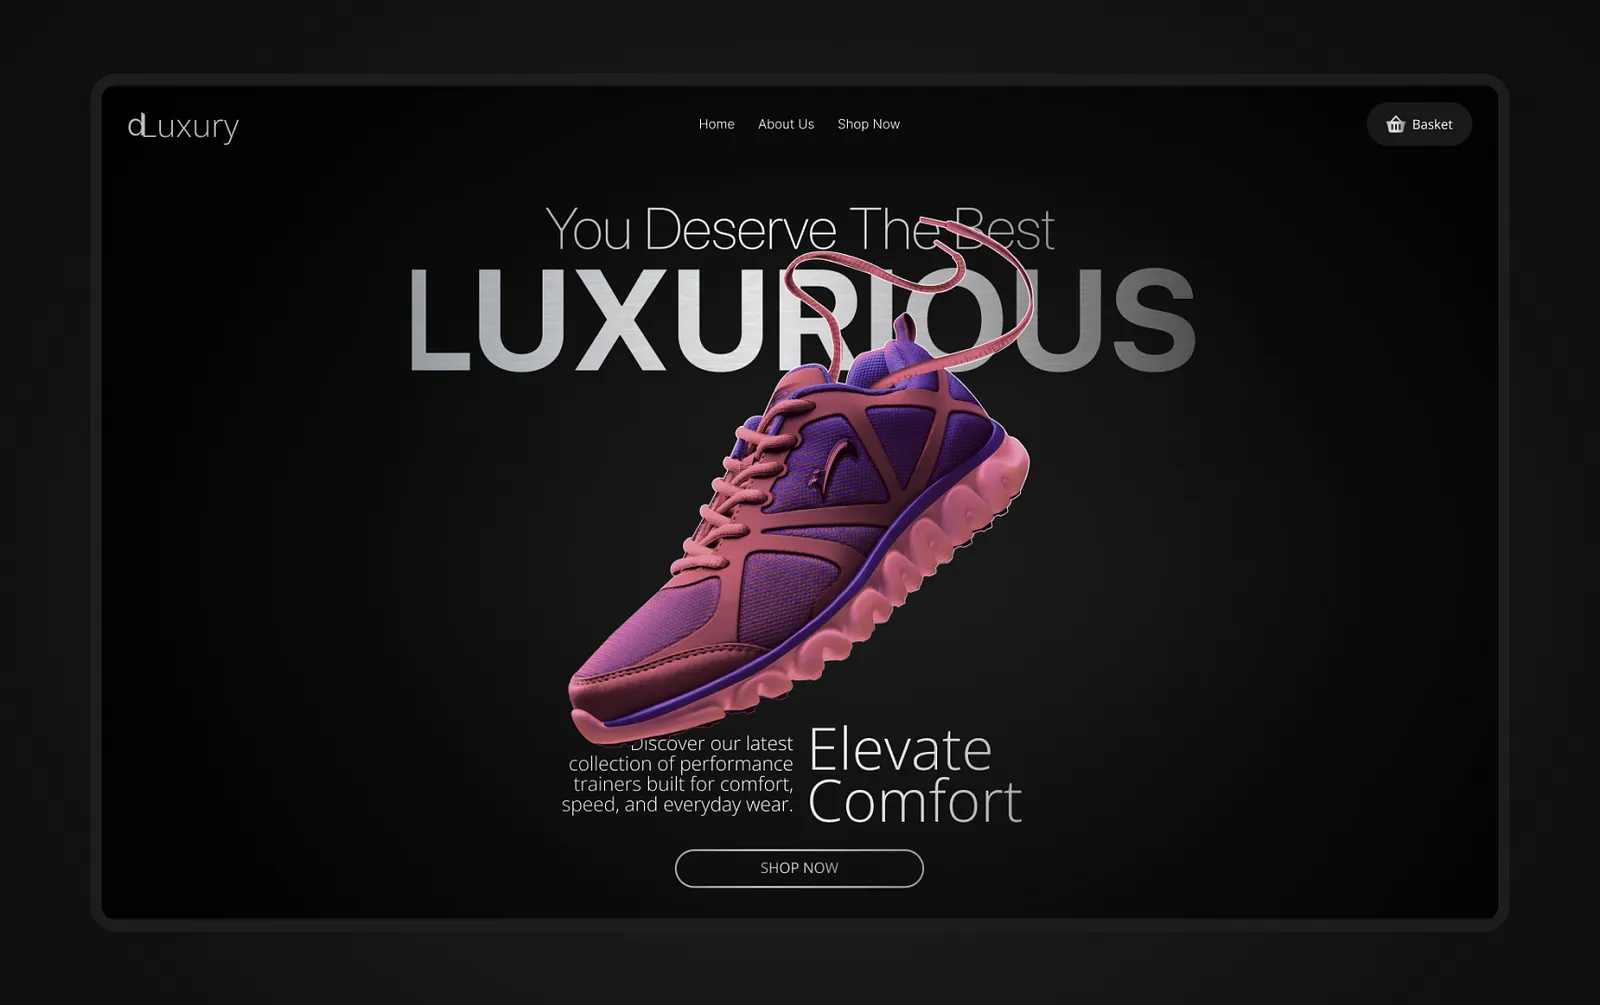 dLuxury
Home
About Us
Shop Now
Basket
You Deserve The Best
LUXURIOUS
Discover our latest
collection of performance
trainers built for comfort,
speed, and everyday wear.
Elevate
Comfort
SHOP NOW